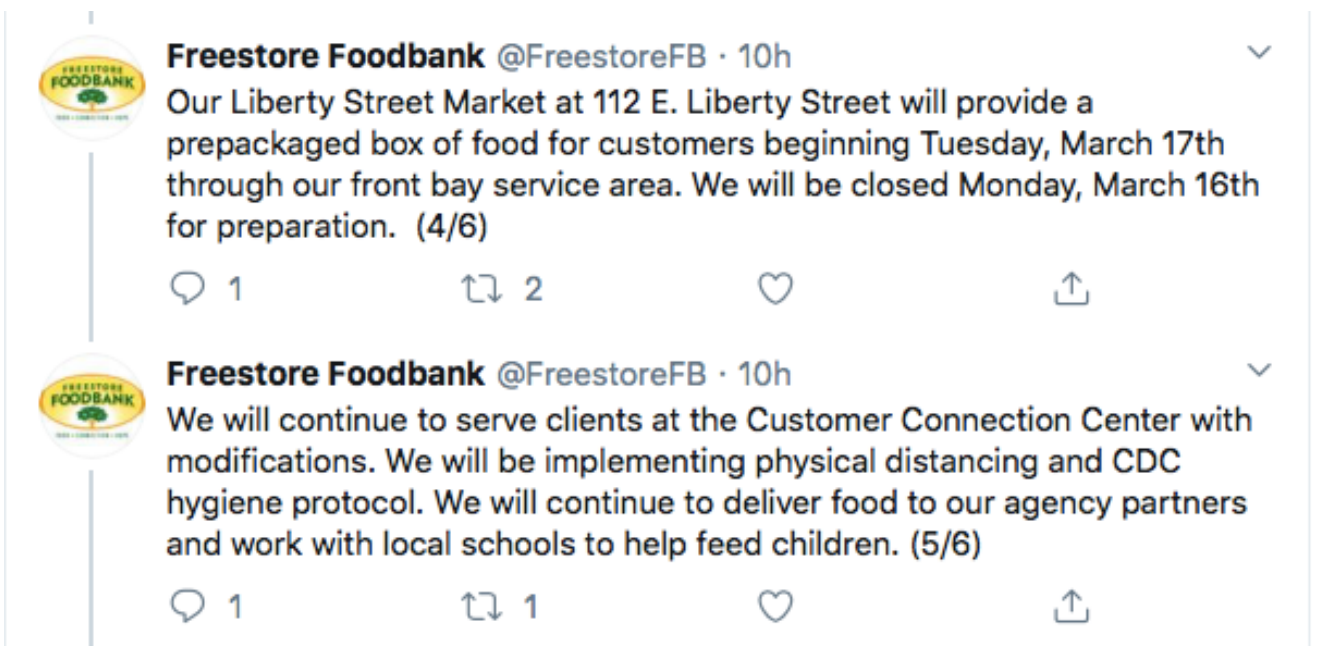 Freestore Foodbank @FreestoreFB · 10h
FREESTORE
FOODBANK
Our Liberty Street Market at 112 E. Liberty Street will provide a
prepackaged box of food for customers beginning Tuesday, March 17th
through our front bay service area. We will be closed Monday, March 16th
for preparation. (4/6)
1 2
Freestore Foodbank @FreestoreFB · 10h
FREESTORE
FOODBANK
We will continue to serve clients at the Customer Connection Center with
modifications. We will be implementing physical distancing and CDC
hygiene protocol. We will continue to deliver food to our agency partners
and work with local schools to help feed children. (5/6)
1 1